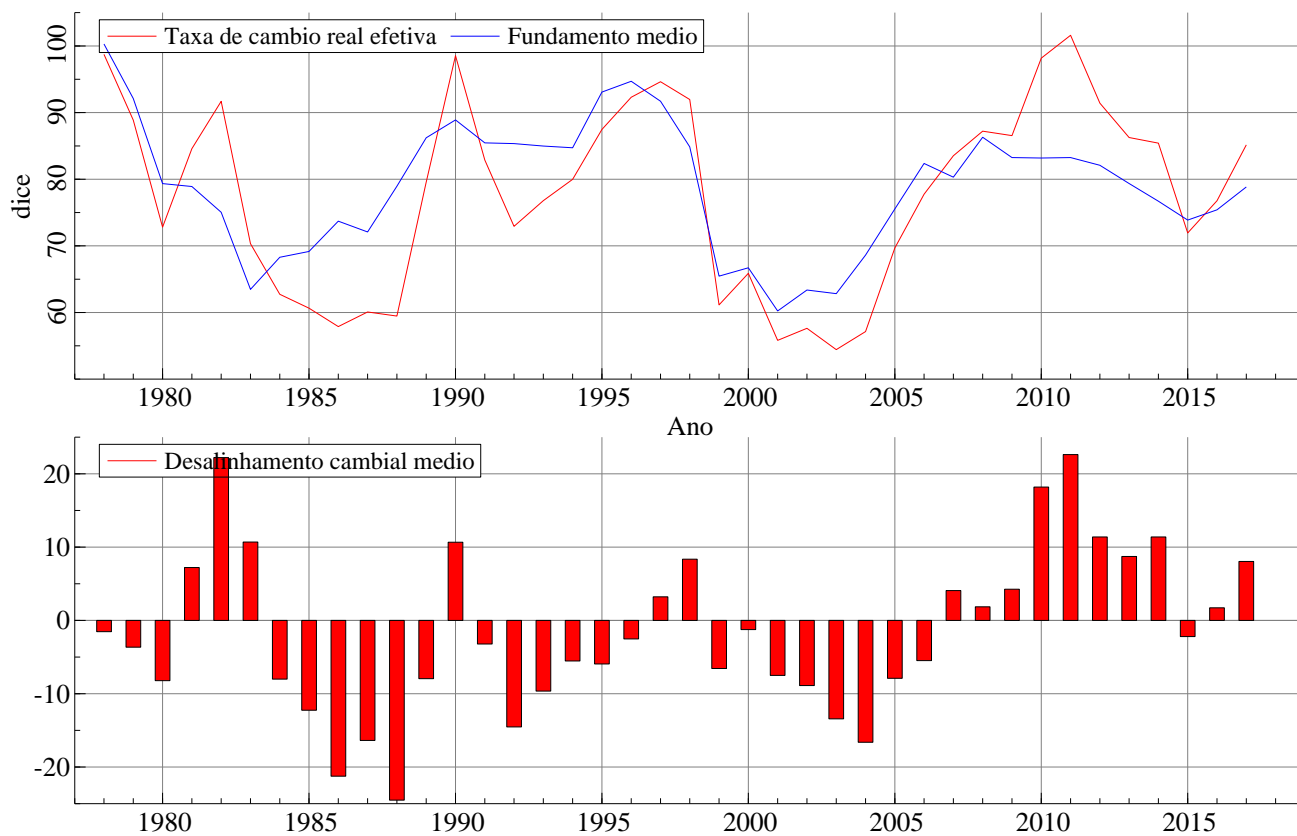 Taxa de cambio real efetiva Fundamento medio
100
90
80
70
60
dice
1980 1985 1990 1995 2000 2005 2010 2015
Ano
Desalinhamento cambial medio
20
10
0
-10
-20
1980 1985 1990 1995 2000 2005 2010 2015